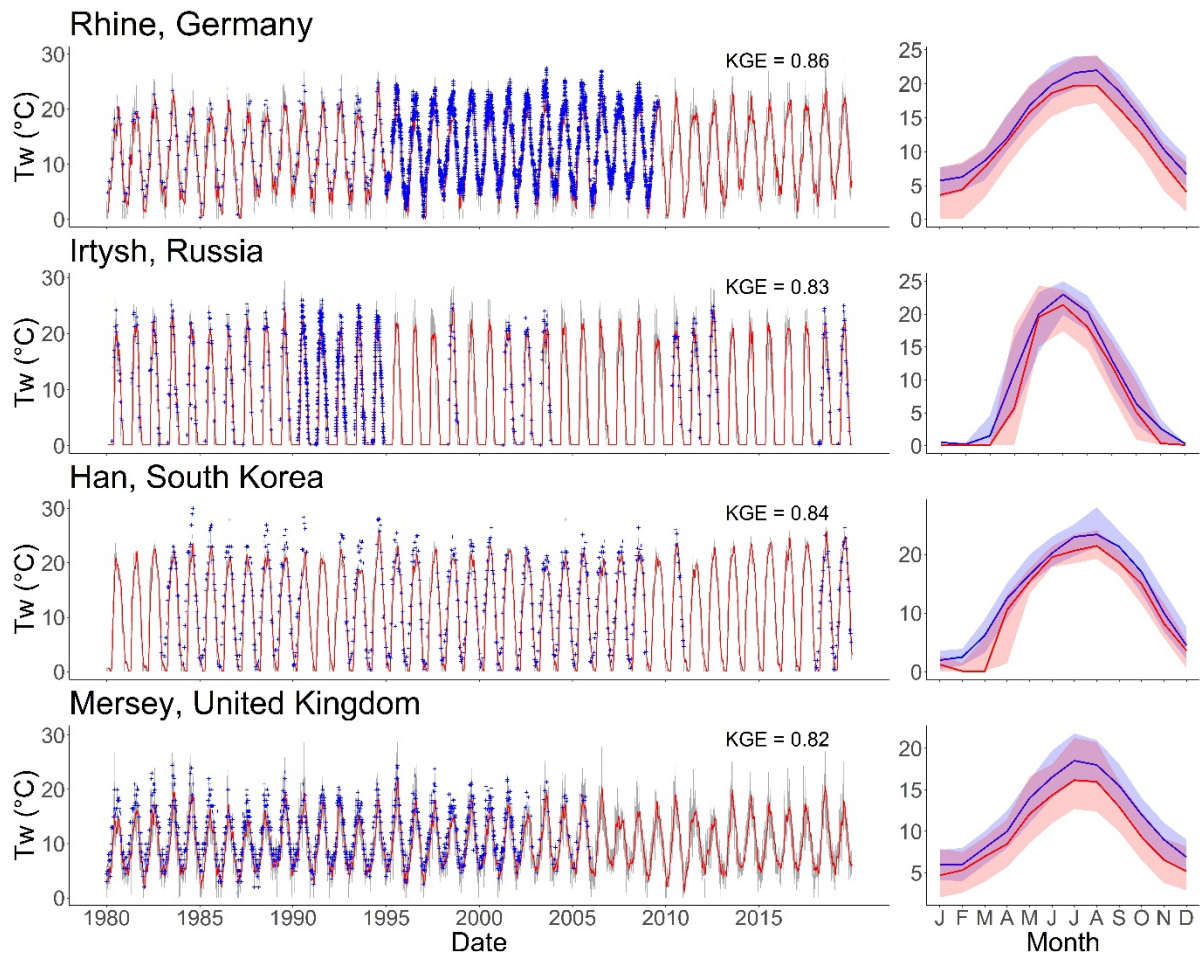 Rhine, Germany
Tw (°C)
30
20
10
0
KGE = 0.86
25
20
15
10
5
0
Irtysh, Russia
Tw (°C)
30
20
10
0
KGE = 0.83
25
20
15
10
5
0
Han, South Korea
Tw (°C)
30
20
10
0
KGE = 0.84
20
10
0
Mersey, United Kingdom
Tw (°C)
30
20
10
0
KGE = 0.82
20
15
10
5
1980 1985 1990 1995 2000 2005 2010 2015
Date
J F M A M J J A S O N D
Month